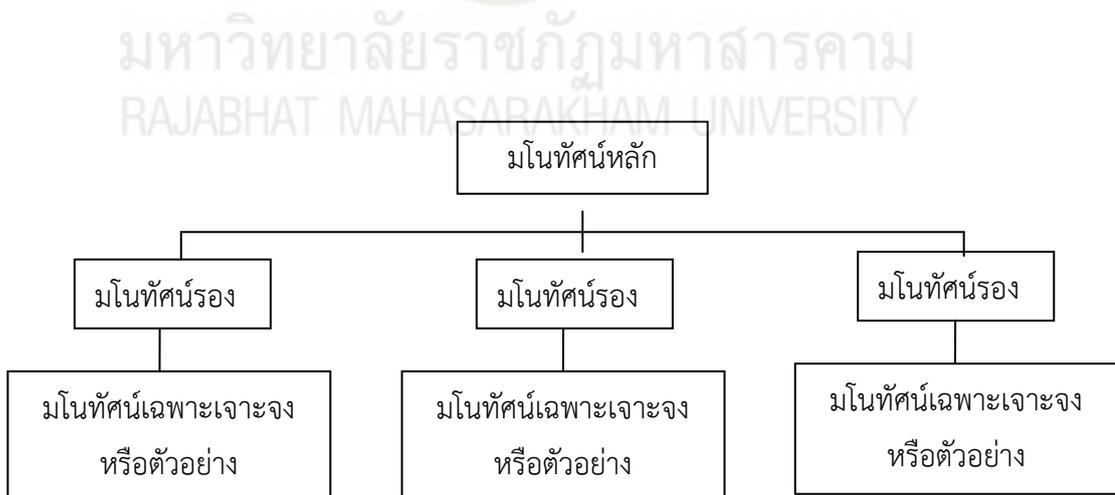 มหาวิทยาลัยราชภัฏมหาสารคาม
RAJABHAT MAHASARAKHAM UNIVERSITY
มโนทัศน์หลัก
มโนทัศน์รอง
มโนทัศน์รอง
มโนทัศน์รอง
มโนทัศน์เฉพาะเจาะจง
หรือตัวอย่าง
มโนทัศน์เฉพาะเจาะจง
หรือตัวอย่าง
มโนทัศน์เฉพาะเจาะจง
หรือตัวอย่าง